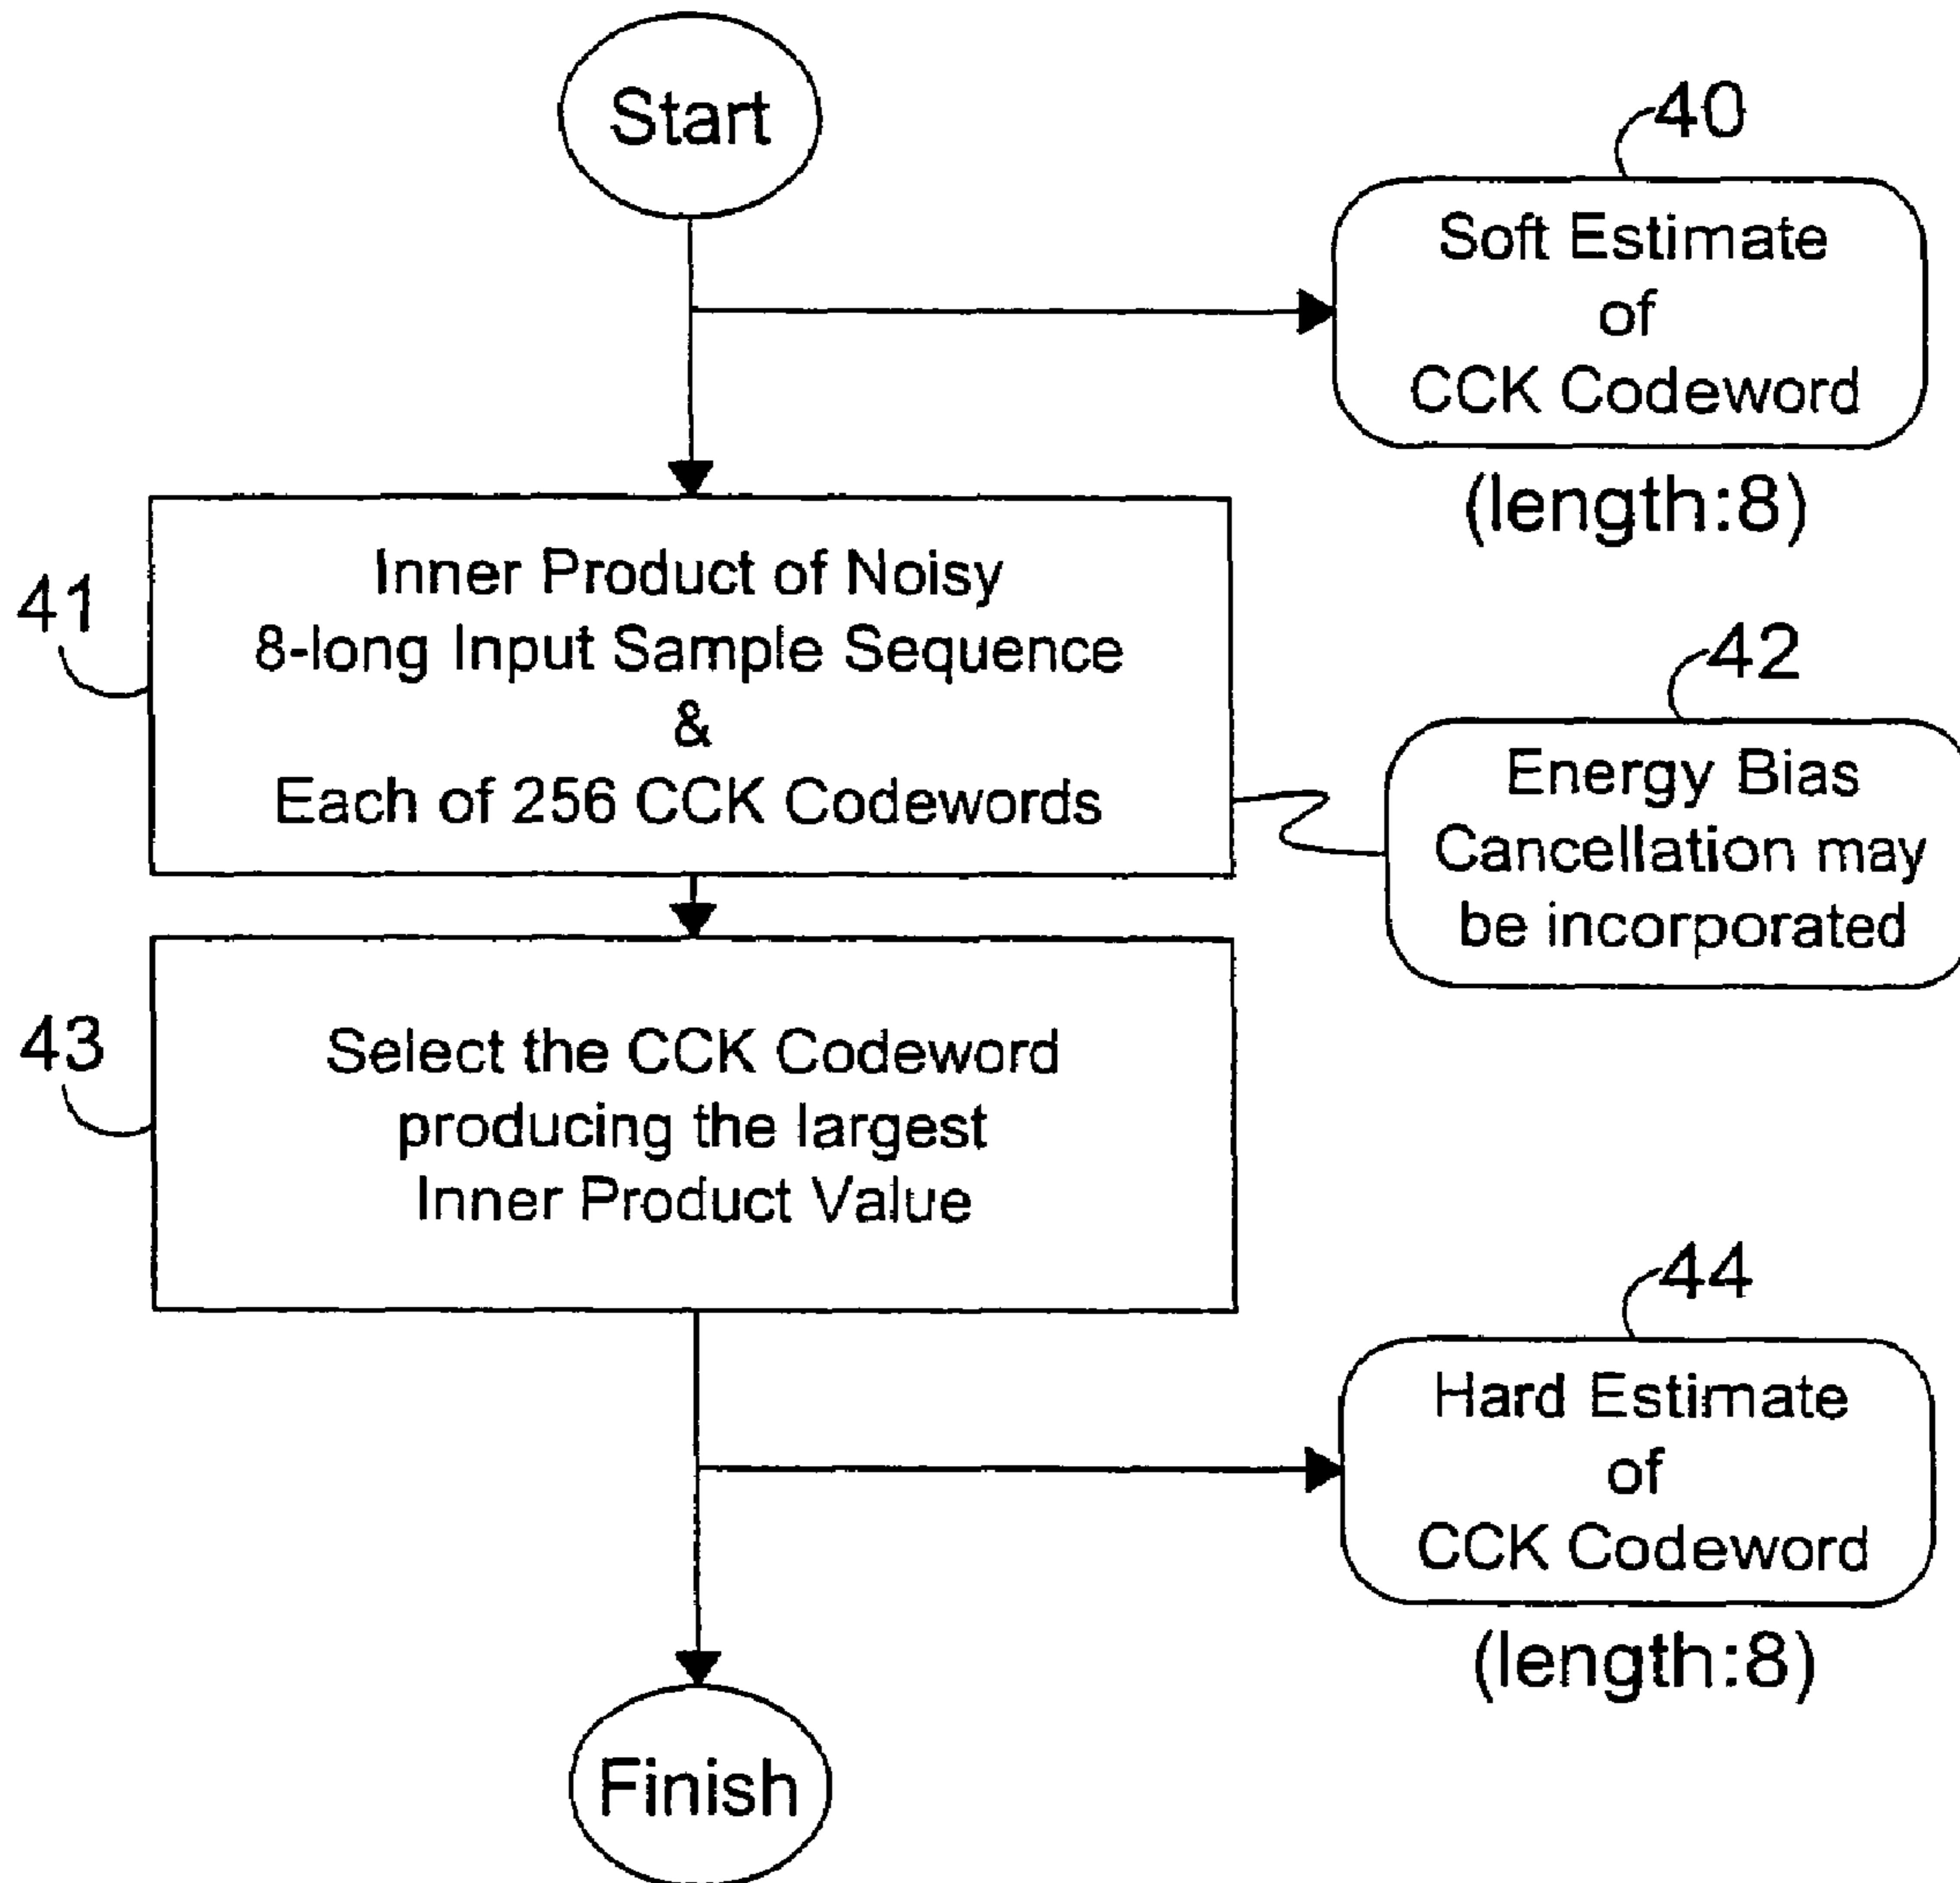 Start
40
Soft Estimate
of
CCK Codeword
(length:8)
41
Inner Product of Noisy
8-long Input Sample Sequence
&
Each of 256 CCK Codewords
42
Energy Bias
Cancellation may
be incorporated
43
Select the CCK Codeword
producing the largest
Inner Product Value
44
Hard Estimate
of
CCK Codeword
(length:8)
Finish